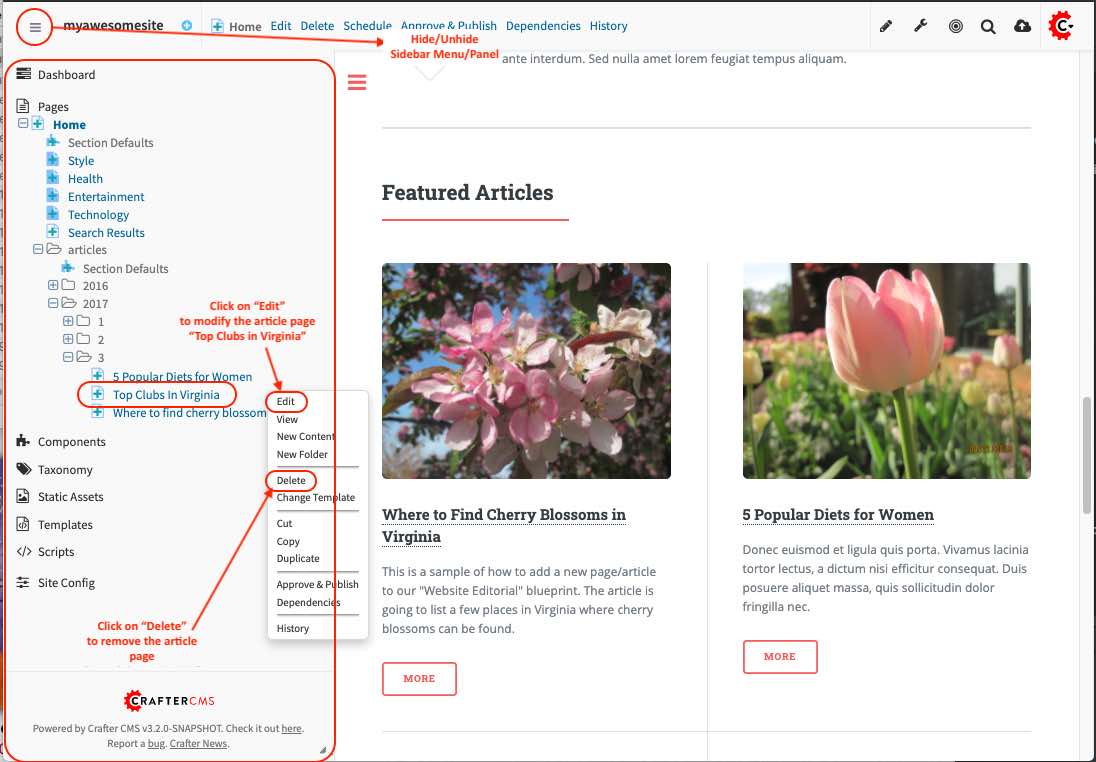 myawesomesite
Home Edit Delete Schedule Approve & Publish Dependencies History
Hide/Unhide
Sidebar Menu/Panel
Dashboard
Pages
Home
Section Defaults
Style
Health
Entertainment
Technology
Search Results
articles
Section Defaults
2016
2017
1
2
3
5 Popular Diets for Women
Top Clubs In Virginia
Where to find cherry blossom
Components
Taxonomy
Static Assets
Templates
Scripts
Site Config
Click on “Edit”
to modify the article page
“Top Clubs in Virginia”
Edit
View
New Content
New Folder
Delete
Change Template
Cut
Copy
Duplicate
Approve & Publish
Dependencies
History
Click on “Delete”
to remove the article
page
CRAFTERCMS
Powered by Crafter CMS v3.2.0-SNAPSHOT. Check it out here.
Report a bug. Crafter News.
ante interdum. Sed nulla amet lorem feugiat tempus aliquam.
Featured Articles
Where to Find Cherry Blossoms in
Virginia
This is a sample of how to add a new page/article
to our "Website Editorial" blueprint. The article is
going to list a few places in Virginia where cherry
blossoms can be found.
MORE
5 Popular Diets for Women
Donec euismod et ligula quis porta. Vivamus lacinia
tortor lectus, a dictum nisi efficitur consequat. Duis
posuere aliquet massa, quis sollicitudin dolor
fringilla nec.
MORE